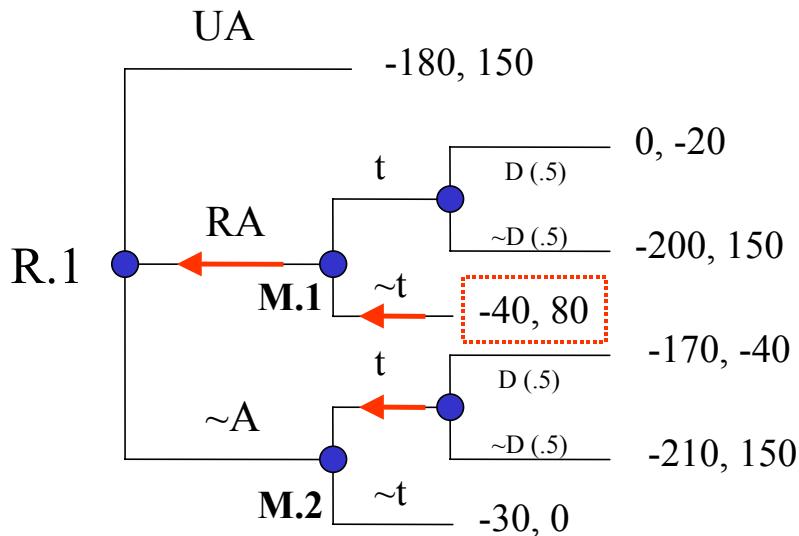 UA
-180, 150
0, -20
t
D (.5)
RA
~D (.5)
-200, 150
R.1
M.1
~t
-40, 80
t
-170, -40
D (.5)
~A
~D (.5)
-210, 150
M.2
~t
-30, 0